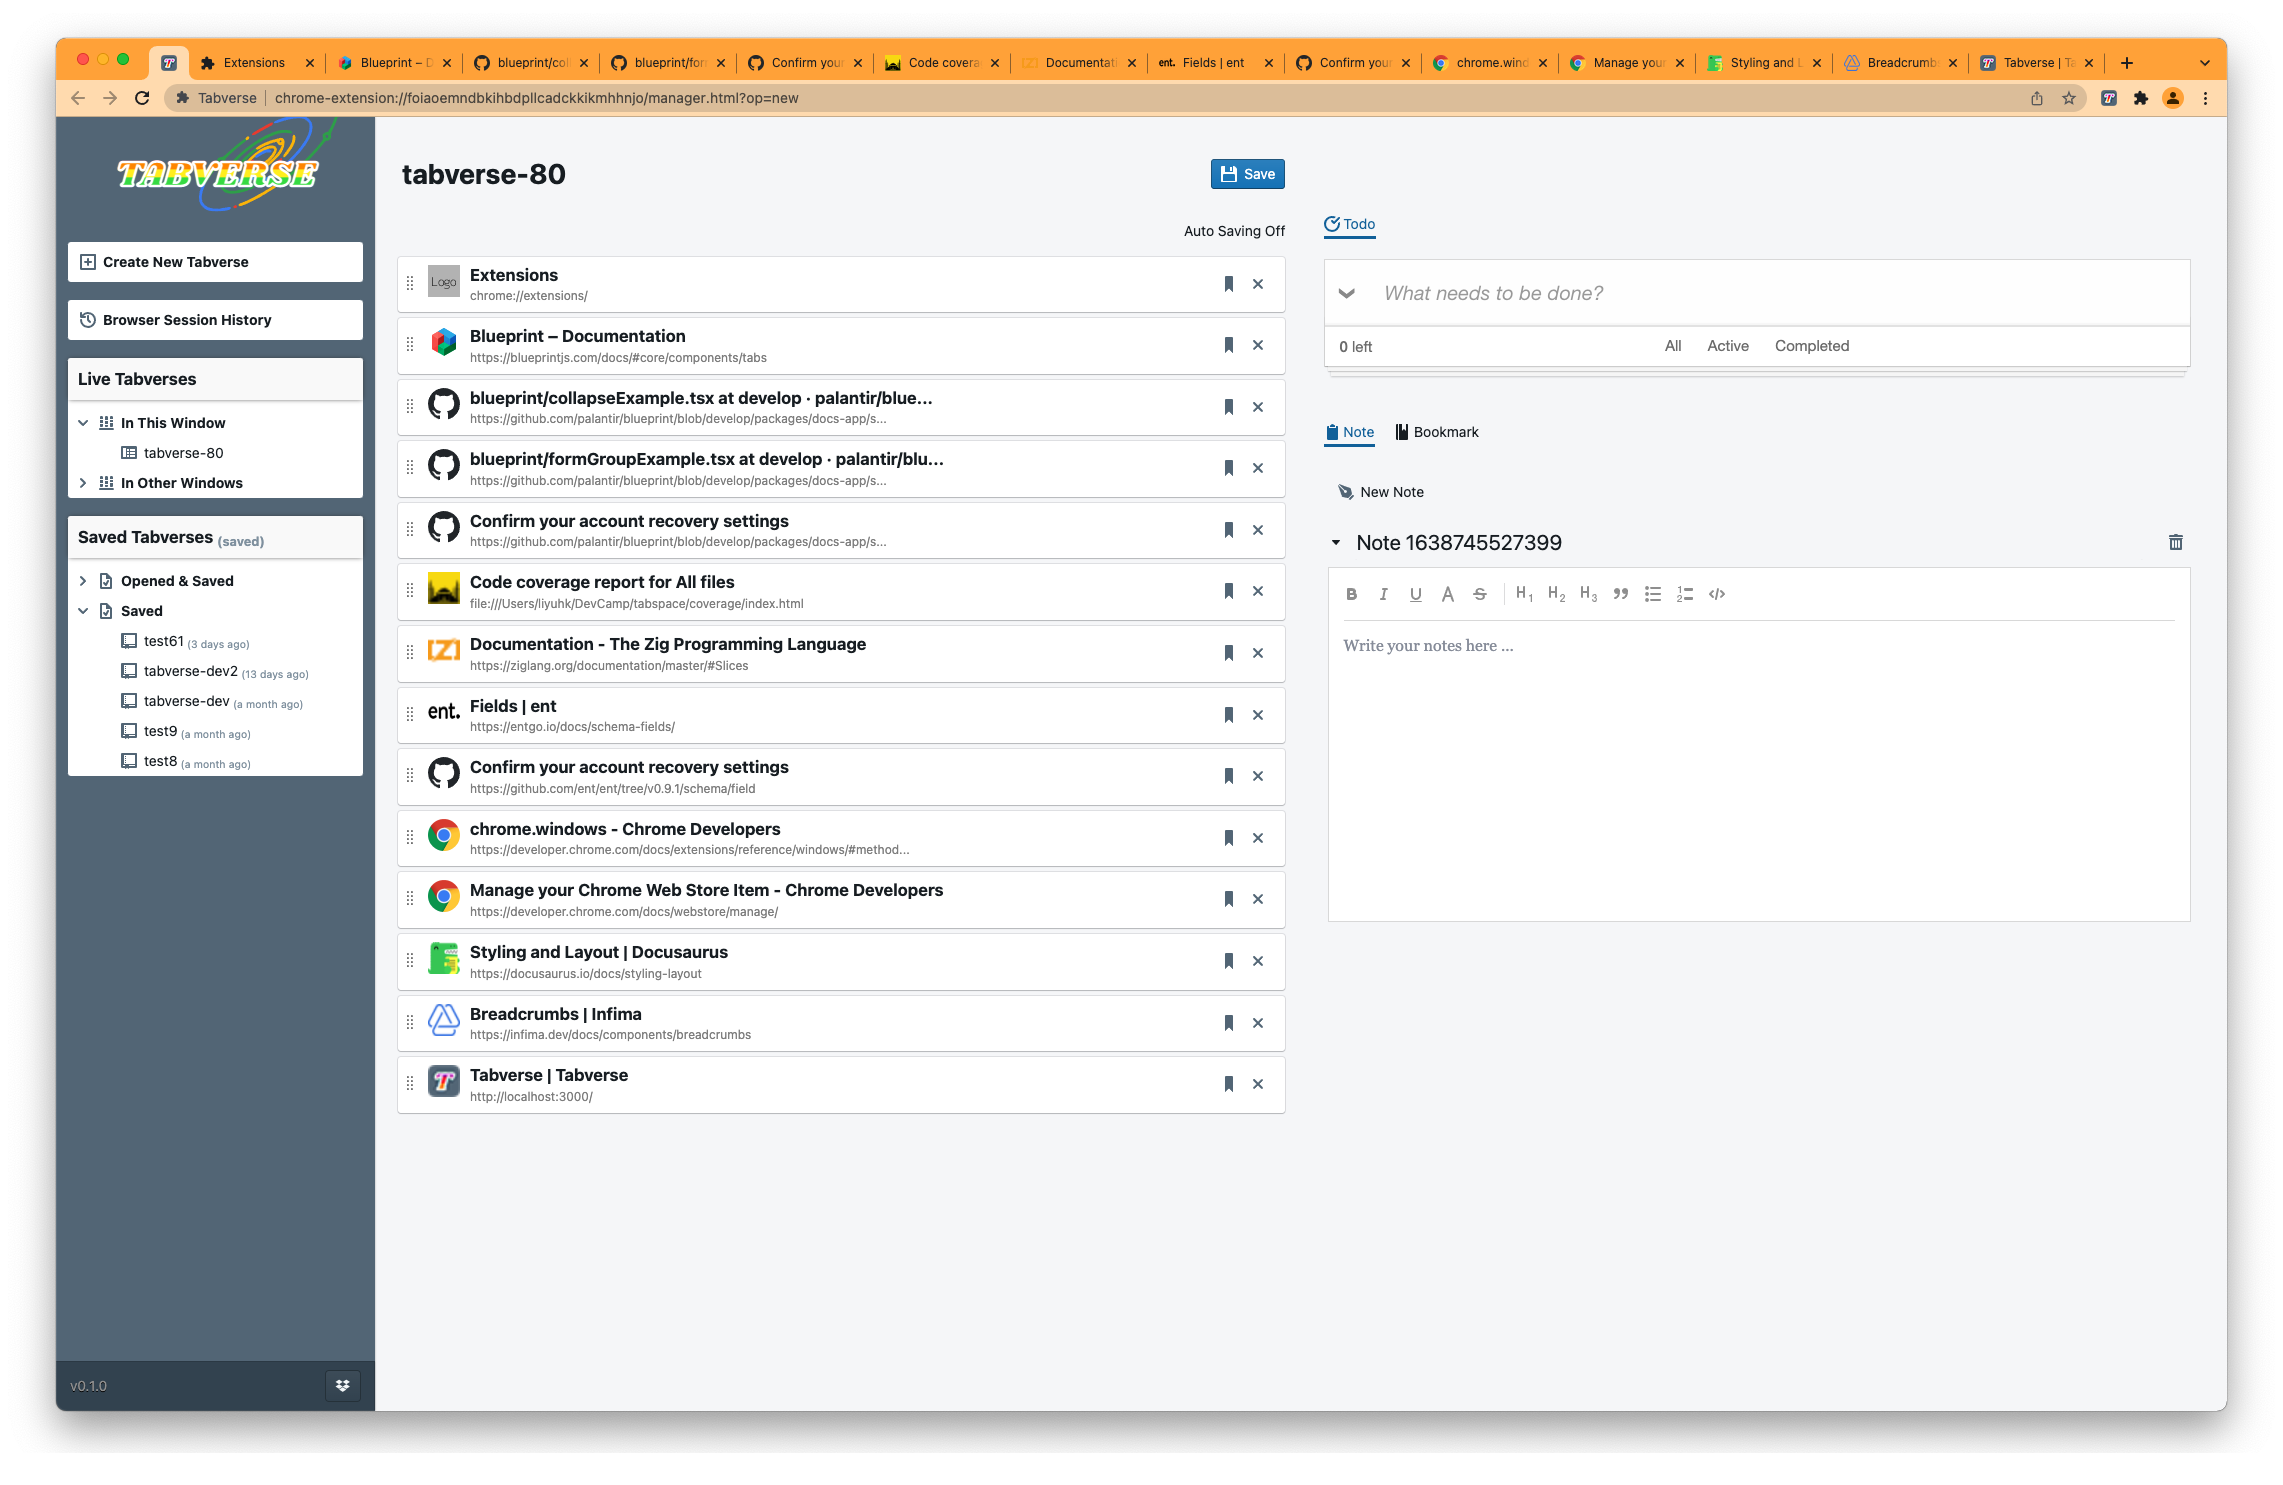 Extensions
Blueprint – D
blueprint/col
blueprint/for
Confirm your
Code covera
Documentati
ent. Fields | ent
Confirm your
chrome.wind
Manage your
Styling and L
Breadcrumb
Tabverse | Ta
Tabverse | chrome-extension://foiaoemndbkihbdpllcadckkikmhhnjo/manager.html?op=new
TABVERSE
Create New Tabverse
Browser Session History
Live Tabverses
In This Window
tabverse-80
In Other Windows
Saved Tabverses (saved)
Opened & Saved
Saved
test61 (3 days ago)
tabverse-dev2 (13 days ago)
tabverse-dev (a month ago)
test9 (a month ago)
test8 (a month ago)
v0.1.0
tabverse-80
Save
Auto Saving Off
Logo
Extensions
chrome://extensions/
Blueprint – Documentation
https://blueprintjs.com/docs/#core/components/tabs
blueprint/collapseExample.tsx at develop · palantir/blue...
https://github.com/palantir/blueprint/blob/develop/packages/docs-app/s...
blueprint/formGroupExample.tsx at develop · palantir/blu...
https://github.com/palantir/blueprint/blob/develop/packages/docs-app/s...
Confirm your account recovery settings
https://github.com/palantir/blueprint/blob/develop/packages/docs-app/s...
Code coverage report for All files
file:///Users/liyuhk/DevCamp/tabspace/coverage/index.html
Documentation - The Zig Programming Language
https://ziglang.org/documentation/master/#Slices
ent.
Fields | ent
https://entgo.io/docs/schema-fields/
Confirm your account recovery settings
https://github.com/ent/ent/tree/v0.9.1/schema/field
chrome.windows - Chrome Developers
https://developer.chrome.com/docs/extensions/reference/windows/#method...
Manage your Chrome Web Store Item - Chrome Developers
https://developer.chrome.com/docs/webstore/manage/
Styling and Layout | Docusaurus
https://docusaurus.io/docs/styling-layout
Breadcrumbs | Infima
https://infima.dev/docs/components/breadcrumbs
Tabverse | Tabverse
http://localhost:3000/
Todo
What needs to be done?
0 left
All Active Completed
Note Bookmark
New Note
Note 1638745527399
B I U A S H1 H2 H3
Write your notes here ...